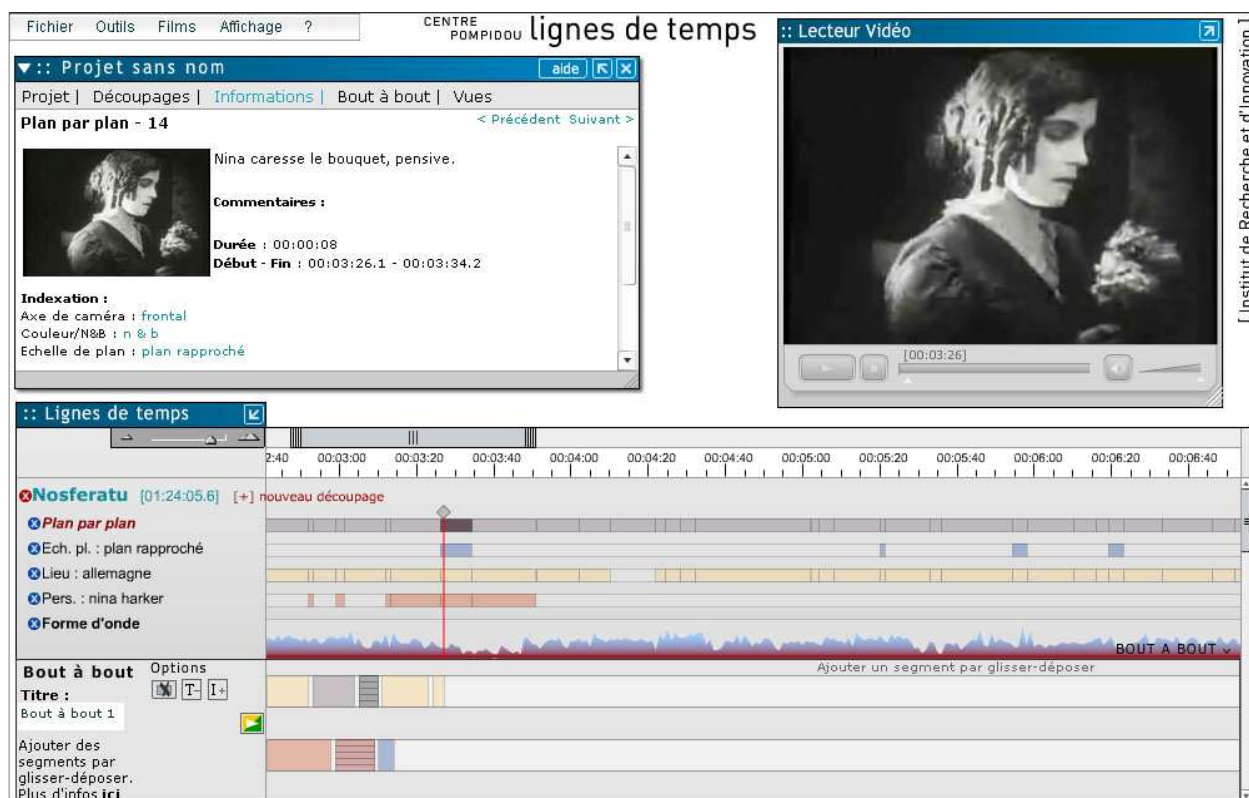 Fichier Outils Films Affichage ?
CENTRE POMPIDOU lignes de temps
:: Lecteur Vidéo
[ Institut de Recherche et d'Innovation ]
:: Projet sans nom aide
Projet | Découpages | Informations | Bout à bout | Vues
Plan par plan - 14 < Précédent Suivant >
Nina caresse le bouquet, pensive.
Commentaires :
Durée : 00:00:08
Début - Fin : 00:03:26.1 - 00:03:34.2
Indexation :
Axe de caméra : frontal
Couleur/N&B : n & b
Echelle de plan : plan rapproché
[00:03:26]
:: Lignes de temps
2:40 00:03:00 00:03:20 00:03:40 00:04:00 00:04:20 00:04:40 00:05:00 00:05:20 00:05:40 00:06:00 00:06:20 00:06:40
Nosferatu [01:24:05.6] [+] nouveau découpage
Plan par plan
Ech. pl. : plan rapproché
Lieu : allemagne
Pers. : nina harker
Forme d'onde
BOUT A BOUT
Bout à bout Options
Ajouter un segment par glisser-déposer
T- I+
Titre :
Bout à bout 1
Ajouter des
segments par
glisser-déposer.
Plus d'infos ici